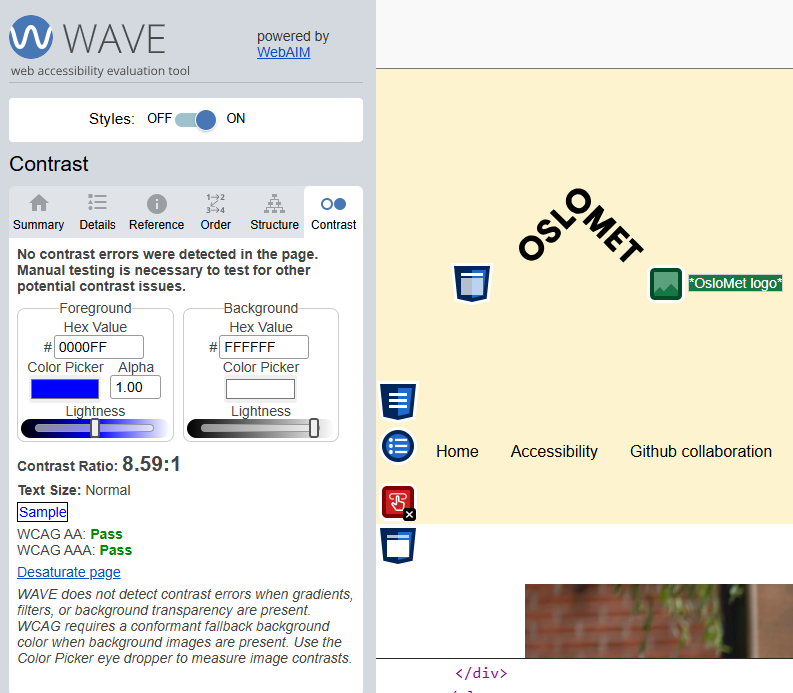 WAVE
powered by
WebAIM
web accessibility evaluation tool
Styles: OFF ON
Contrast
Summary Details Reference Order Structure Contrast
No contrast errors were detected in the page.
Manual testing is necessary to test for other
potential contrast issues.
Foreground
Hex Value
# 0000FF
Color Picker Alpha
1.00
Lightness
Background
Hex Value
# FFFFFF
Color Picker
Lightness
Contrast Ratio: 8.59:1
Text Size: Normal
Sample
WCAG AA: Pass
WCAG AAA: Pass
Desaturate page
WAVE does not detect contrast errors when gradients,
filters, or background transparency are present.
WCAG requires a conformant fallback background
color when background images are present. Use the
Color Picker eye dropper to measure image contrasts.
OSLOMET
*OsloMet logo*
Home Accessibility Github collaboration
</div>